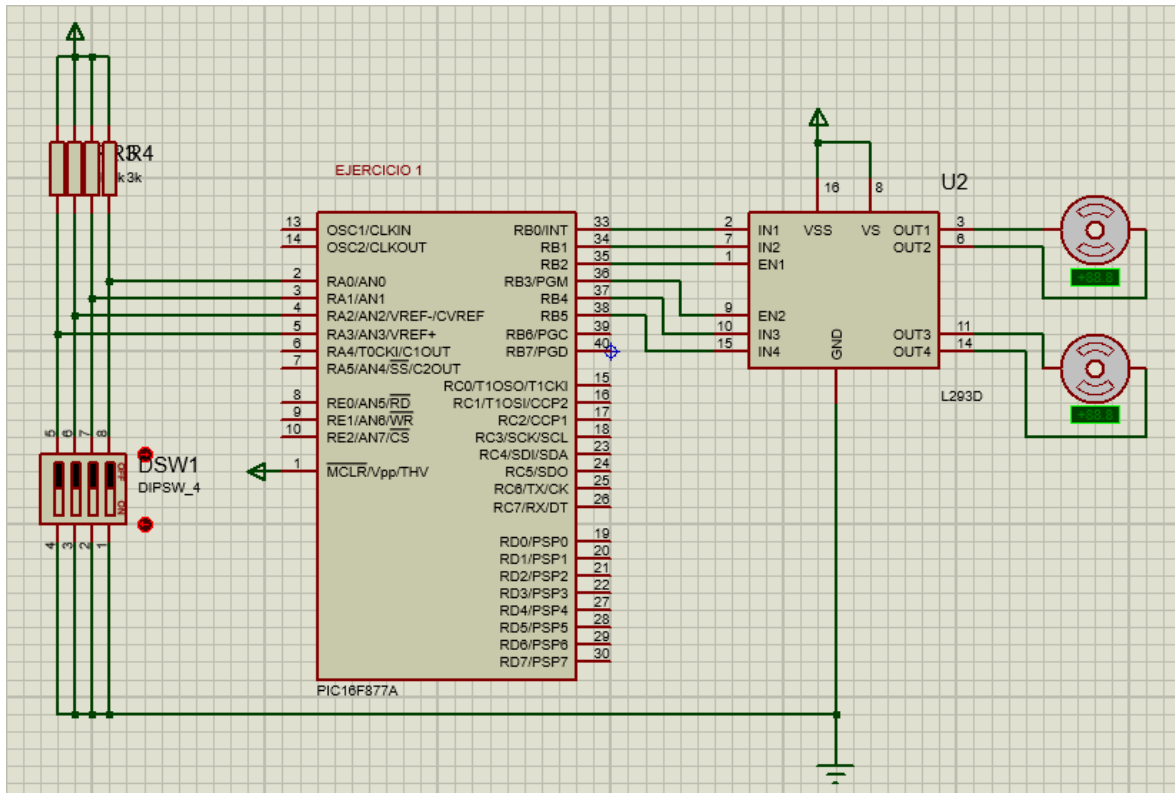 R4
3k
EJERCICIO 1
U2
13
OSC1/CLKIN
14
OSC2/CLKOUT
2
RA0/AN0
3
RA1/AN1
4
RA2/AN2/VREF-/CVREF
5
RA3/AN3/VREF+
6
RA4/T0CKI/C1OUT
7
RA5/AN4/SS/C2OUT
8
RE0/AN5/RD
9
RE1/AN6/WR
10
RE2/AN7/CS
1
MCLR/Vpp/THV
RB0/INT
33
RB1
34
RB2
35
RB3/PGM
36
RB4
37
RB5
38
RB6/PGC
39
RB7/PGD
40
RC0/T1OSO/T1CKI
15
RC1/T1OSI/CCP2
16
RC2/CCP1
17
RC3/SCK/SCL
18
RC4/SDI/SDA
23
RC5/SDO
24
RC6/TX/CK
25
RC7/RX/DT
26
RD0/PSP0
19
RD1/PSP1
20
RD2/PSP2
21
RD3/PSP3
22
RD4/PSP4
27
RD5/PSP5
28
RD6/PSP6
29
RD7/PSP7
30
PIC16F877A
16
8
VSS
VS
2
IN1
7
IN2
1
EN1
9
EN2
10
IN3
15
IN4
GND
OUT1
3
OUT2
6
OUT3
11
OUT4
14
L293D
+88.8
+88.8
5
6
7
8
OFF
ON
DSW1
DIPSW_4
4
3
2
1